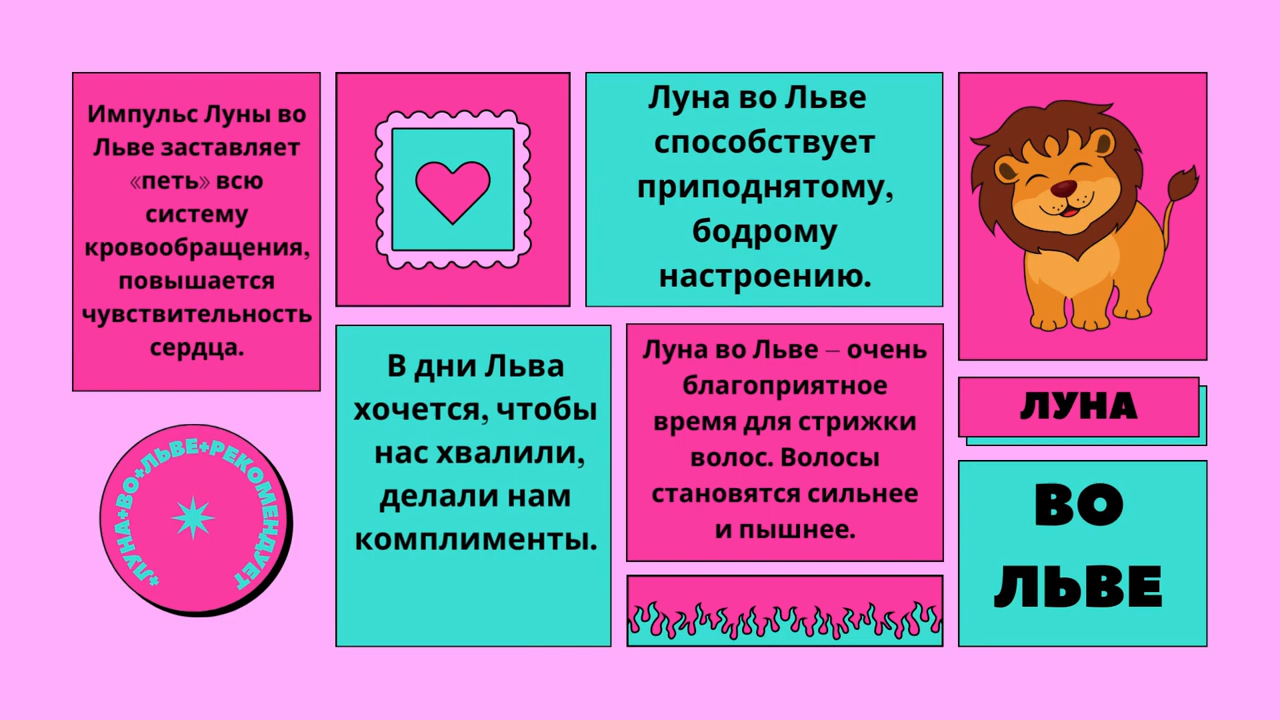 Импульс Луны во
Льве заставляет
«петь» всю
систему
кровообращения,
повышается
чувствительность
сердца.
Луна во Льве
способствует
приподнятому,
бодрому
настроению.
В дни Льва
хочется, чтобы
нас хвалили,
делали нам
комплименты.
Луна во Льве – очень
благоприятное
время для стрижки
волос. Волосы
становятся сильнее
и пышнее.
ЛУНА
ВО
ЛЬВЕ
+ЛУНА+ВО+ЛЬВЕ+РЕКОМЕНДУЕТ